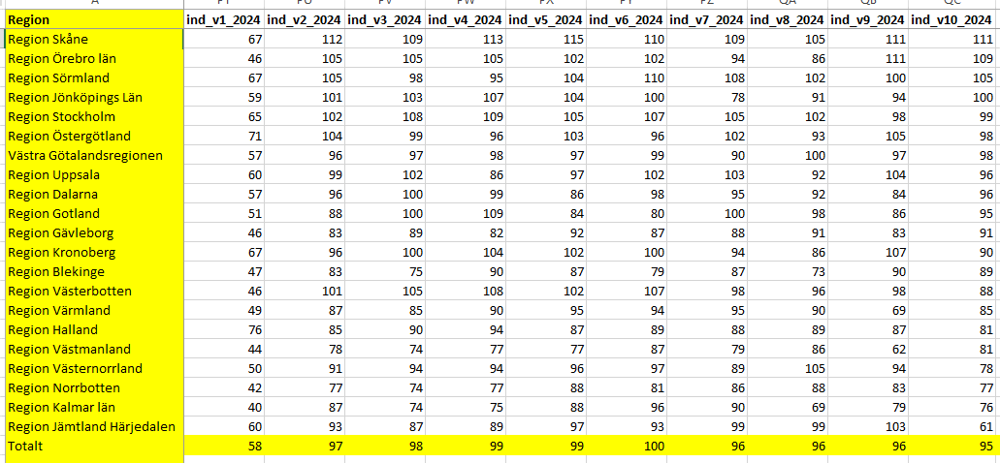 A PT PU PV PW PX PY PZ QA QB QC
Region ind_v1_2024 ind_v2_2024 ind_v3_2024 ind_v4_2024 ind_v5_2024 ind_v6_2024 ind_v7_2024 ind_v8_2024 ind_v9_2024 ind_v10_2024
Region Skåne 67 112 109 113 115 110 109 105 111 111
Region Örebro län 46 105 105 105 102 102 94 86 111 109
Region Sörmland 67 105 98 95 104 110 108 102 100 105
Region Jönköpings Län 59 101 103 107 104 100 78 91 94 100
Region Stockholm 65 102 108 109 105 107 105 102 98 99
Region Östergötland 71 104 99 96 103 96 102 93 105 98
Västra Götalandsregionen 57 96 97 98 97 99 90 100 97 98
Region Uppsala 60 99 102 86 97 102 103 92 104 96
Region Dalarna 57 96 100 99 86 98 95 92 84 96
Region Gotland 51 88 100 109 84 80 100 98 86 95
Region Gävleborg 46 83 89 82 92 87 88 91 83 91
Region Kronoberg 67 96 100 104 102 100 94 86 107 90
Region Blekinge 47 83 75 90 87 79 87 73 90 89
Region Västerbotten 46 101 105 108 102 107 98 96 98 88
Region Värmland 49 87 85 90 95 94 95 90 69 85
Region Halland 76 85 90 94 87 89 88 89 87 81
Region Västmanland 44 78 74 77 77 87 79 86 62 81
Region Västernorrland 50 91 94 94 96 97 89 105 94 78
Region Norrbotten 42 77 74 77 88 81 86 88 83 77
Region Kalmar län 40 87 74 75 88 96 90 69 79 76
Region Jämtland Härjedalen 60 93 87 89 97 93 99 99 103 61
Totalt 58 97 98 99 99 100 96 96 96 95